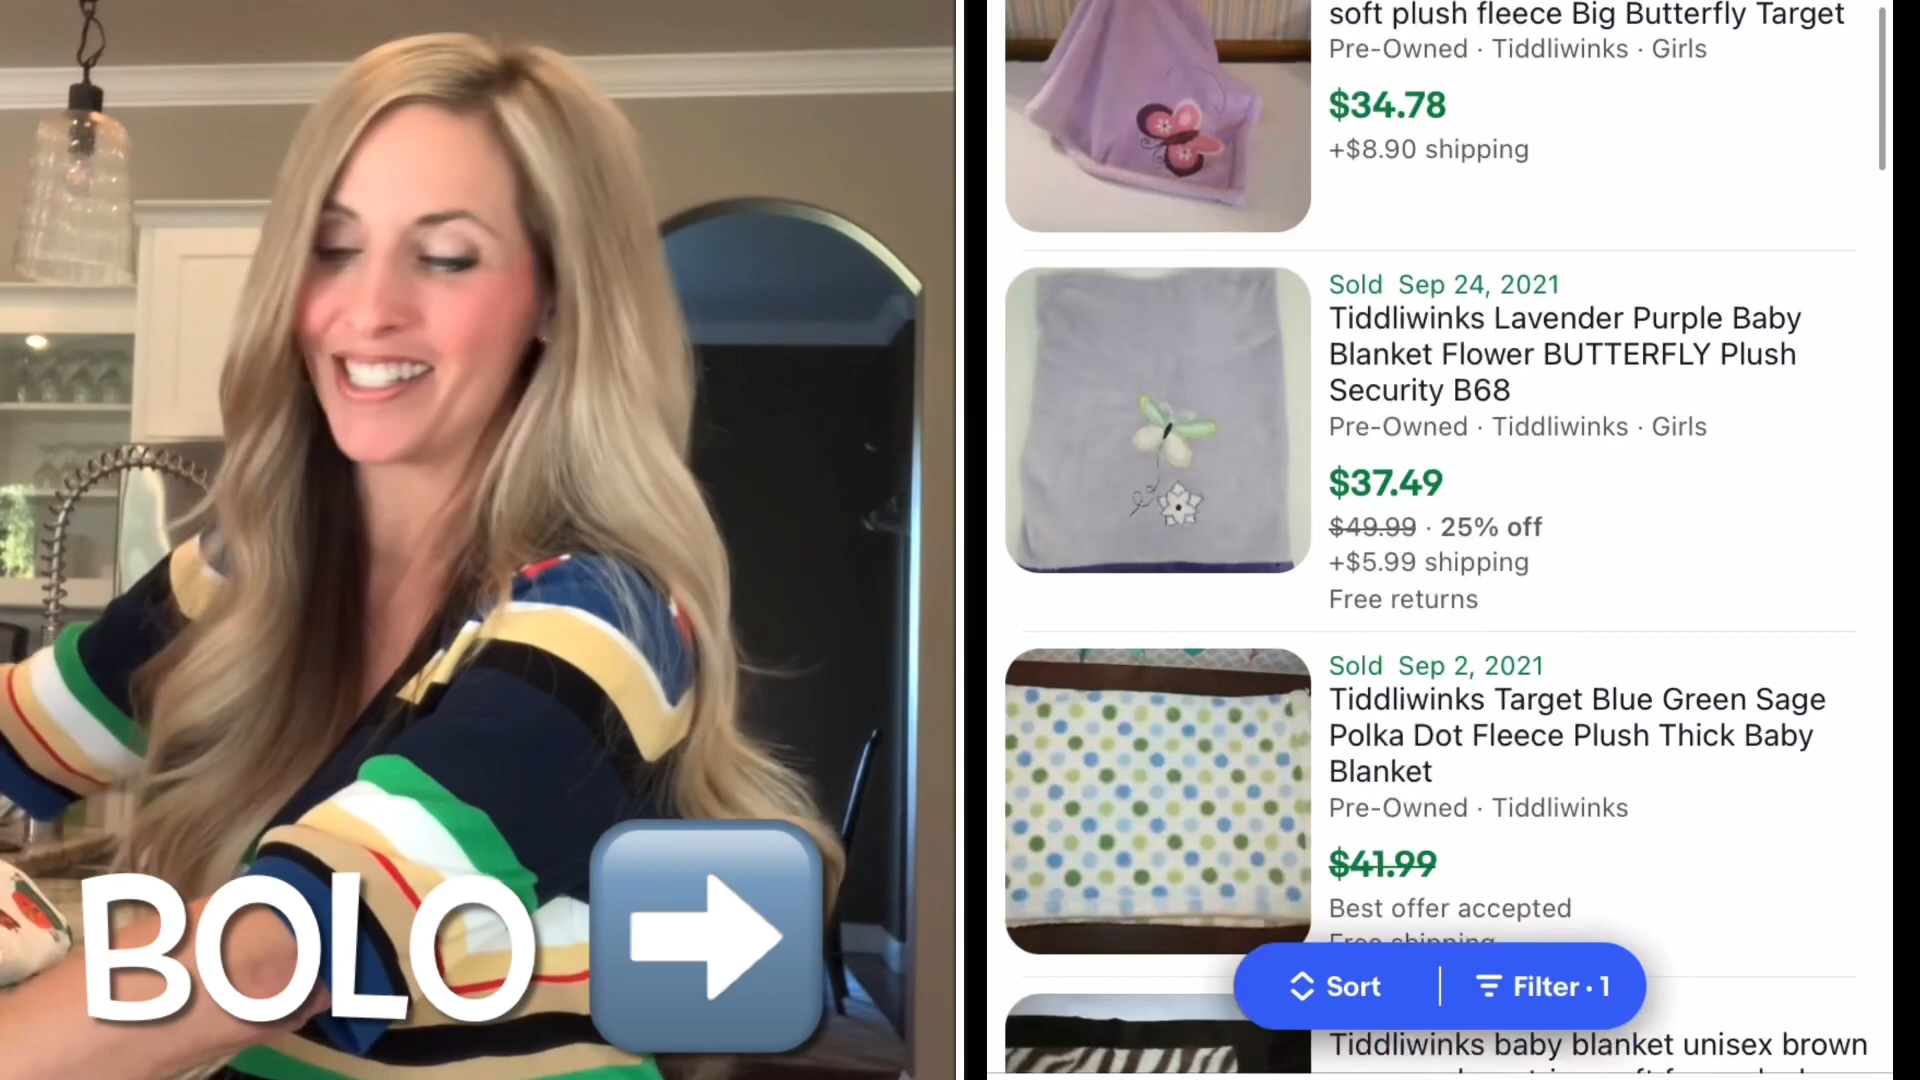 BOLO
soft plush fleece Big Butterfly Target
Pre-Owned · Tiddliwinks · Girls
$34.78
+$8.90 shipping
Sold Sep 24, 2021
Tiddliwinks Lavender Purple Baby
Blanket Flower BUTTERFLY Plush
Security B68
Pre-Owned · Tiddliwinks · Girls
$37.49
$49.99 · 25% off
+$5.99 shipping
Free returns
Sold Sep 2, 2021
Tiddliwinks Target Blue Green Sage
Polka Dot Fleece Plush Thick Baby
Blanket
Pre-Owned · Tiddliwinks
$41.99
Best offer accepted
Free shipping
Sort
Filter · 1
Tiddliwinks baby blanket unisex brown